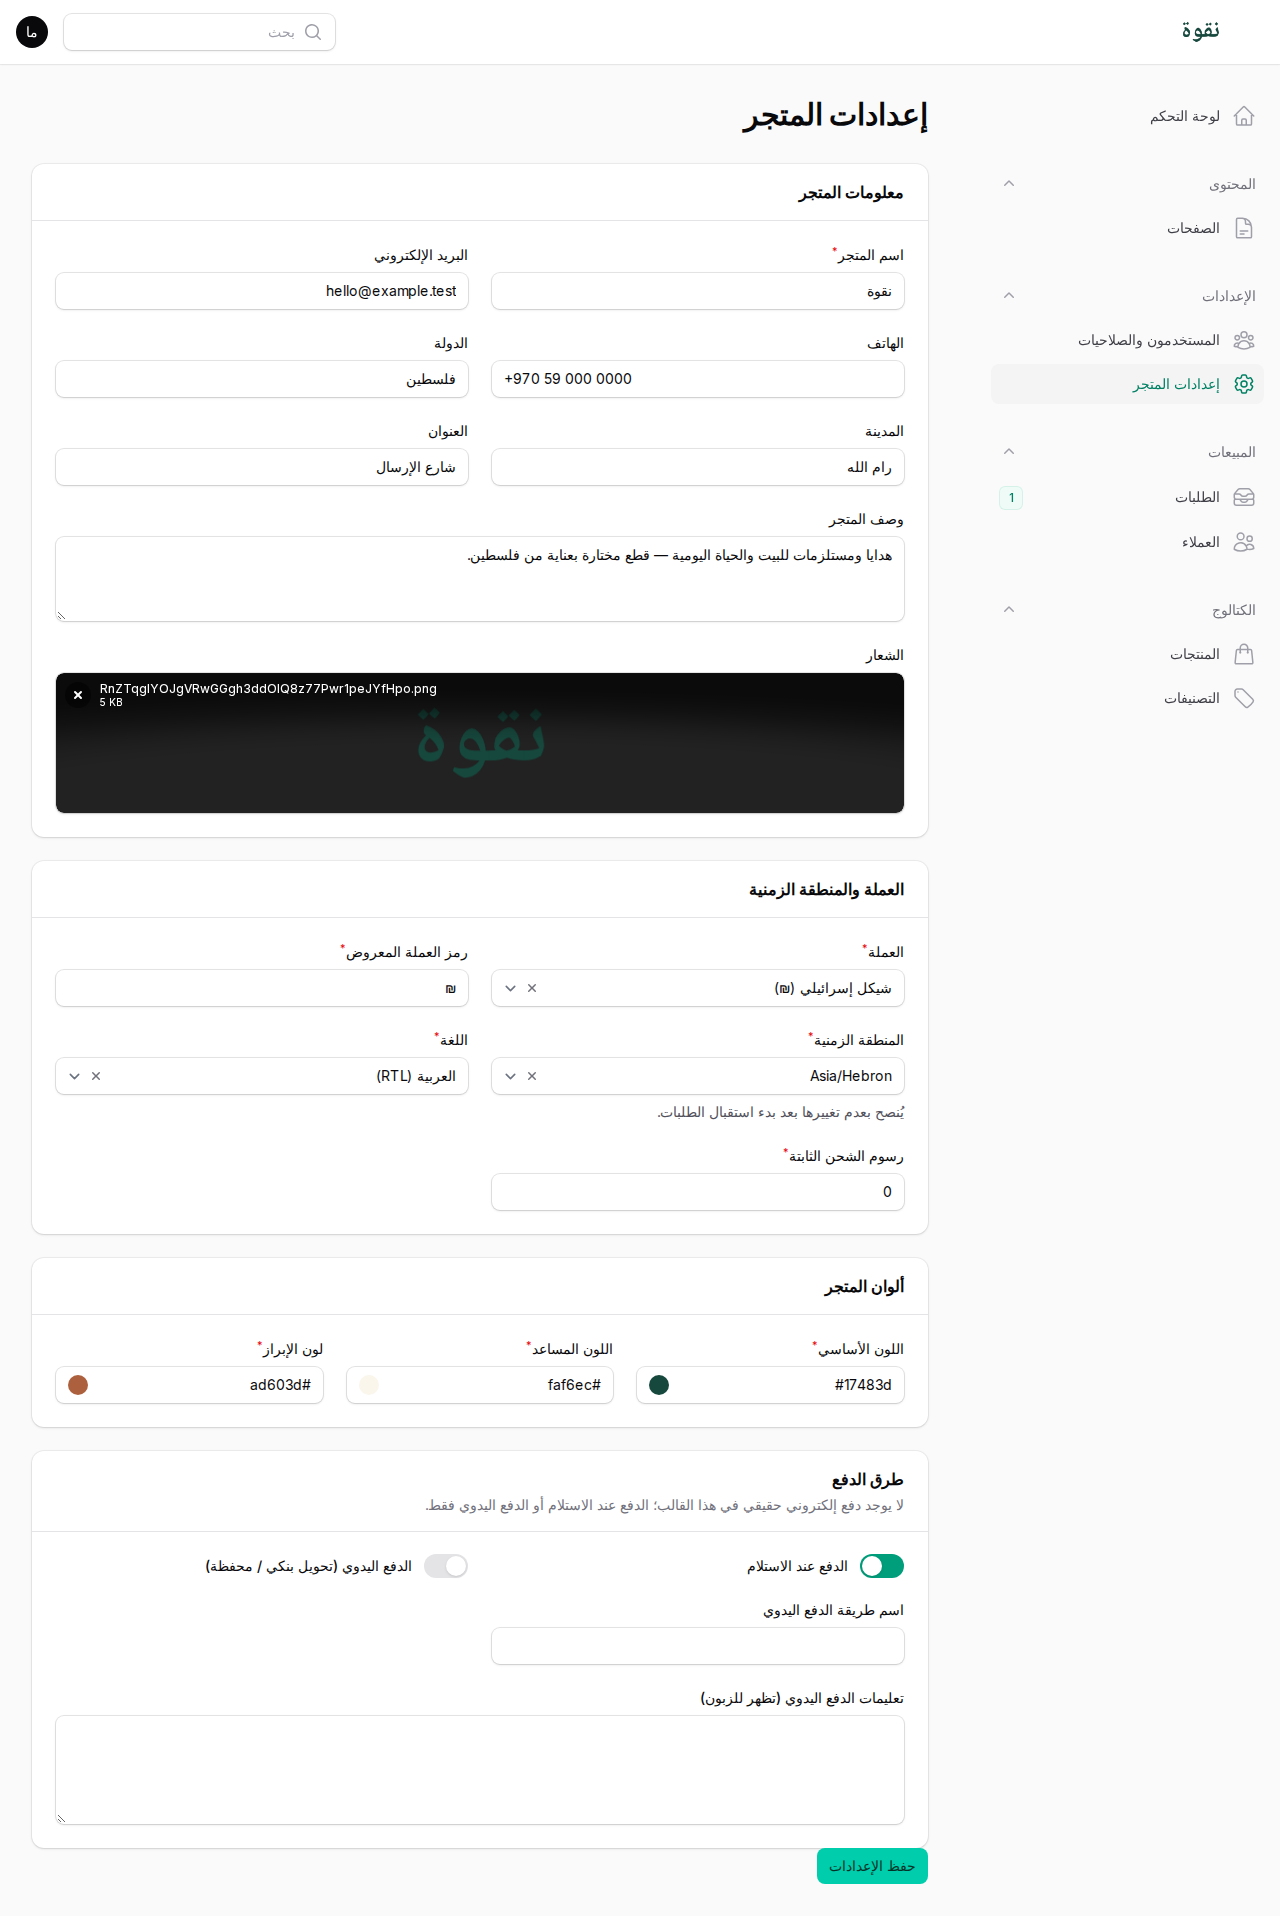 نقوة
بحث
ما
لوحة التحكم
المحتوى
الصفحات
الإعدادات
المستخدمون والصلاحيات
إعدادات المتجر
المبيعات
الطلبات
1
العملاء
الكتالوج
المنتجات
التصنيفات
إعدادات المتجر
معلومات المتجر
اسم المتجر*
البريد الإلكتروني
نقوة
hello@example.test
الهاتف
الدولة
+970 59 000 0000
فلسطين
المدينة
العنوان
رام الله
شارع الإرسال
وصف المتجر
هدايا ومستلزمات للبيت والحياة اليومية — قطع مختارة بعناية من فلسطين.
الشعار
5 KB
نقوة
العملة والمنطقة الزمنية
العملة*
رمز العملة المعروض*
شيكل إسرائيلي (₪)
₪
المنطقة الزمنية*
اللغة*
Asia/Hebron
العربية (RTL)
يُنصح بعدم تغييرها بعد بدء استقبال الطلبات.
رسوم الشحن الثابتة*
0
ألوان المتجر
اللون الأساسي*
اللون المساعد*
لون الإبراز*
#17483d
faf6ec#
ad603d#
طرق الدفع
لا يوجد دفع إلكتروني حقيقي في هذا القالب؛ الدفع عند الاستلام أو الدفع اليدوي فقط.
الدفع عند الاستلام
الدفع اليدوي (تحويل بنكي / محفظة)
اسم طريقة الدفع اليدوي
تعليمات الدفع اليدوي (تظهر للزبون)
حفظ الإعدادات